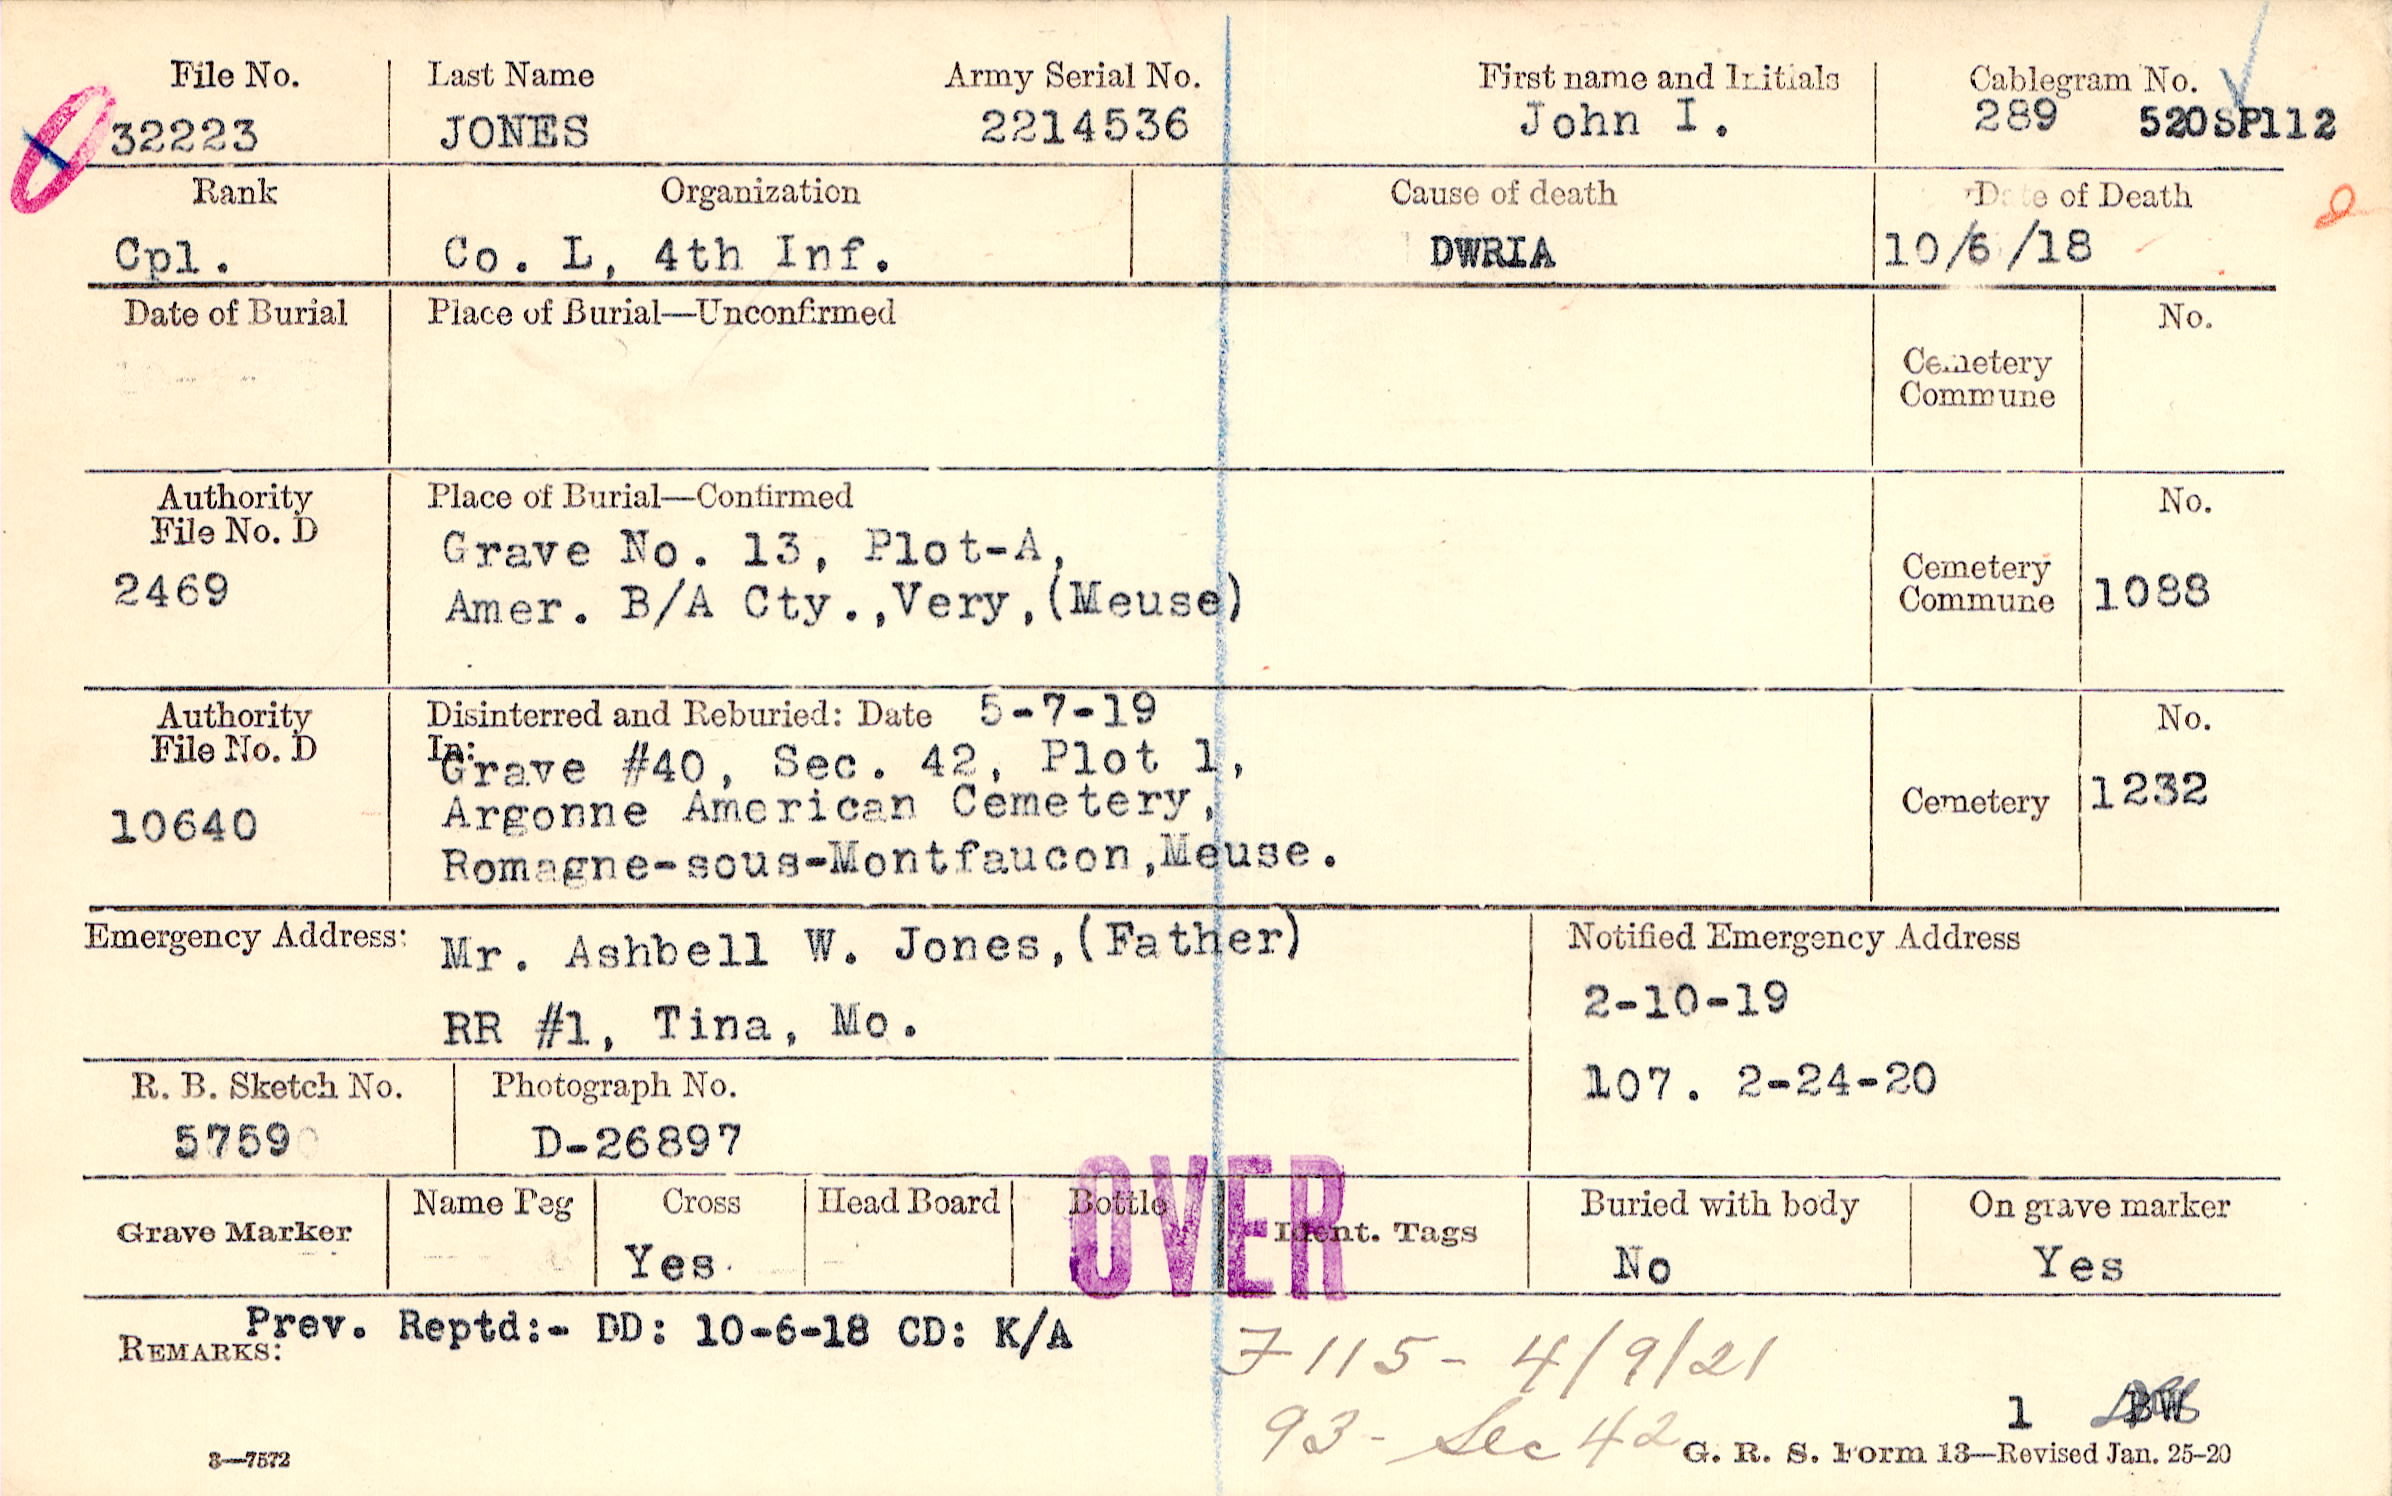 File No. Last Name Army Serial No. First name and Initials Cablegram No.
32223 JONES 2214536 John I. 289 520SP112
Rank Organization Cause of death Date of Death
Cpl. Co. L, 4th Inf. DWRIA 10/6/18
Date of Burial Place of Burial—Unconfirmed No.
Cemetery
Commune
Authority Place of Burial—Confirmed No.
File No. D
Grave No. 13, Plot-A,
2469 Amer. B/A Cty.,Very,(Meuse) Cemetery
Commune 1088
Authority Disinterred and Reburied: Date 5-7-19 No.
File No. D In:
Grave #40, Sec. 42, Plot 1,
10640 Argonne American Cemetery, Cemetery 1232
Romagne-sous-Montfaucon,Meuse.
Emergency Address: Mr. Ashbell W. Jones,(Father) Notified Emergency Address
2-10-19
RR #1, Tina, Mo.
R. B. Sketch No. Photograph No. 107. 2-24-20
5759 D-26897
OVER
Grave Marker Name Peg Cross Head Board Bottle Ident. Tags Buried with body On grave marker
Yes No Yes
REMARKS: Prev. Reptd:- DD: 10-6-18 CD: K/A
F 115 - 4/9/21
93 - Sec 42
1 BW
3—7572 G. R. S. Form 13—Revised Jan. 25-20